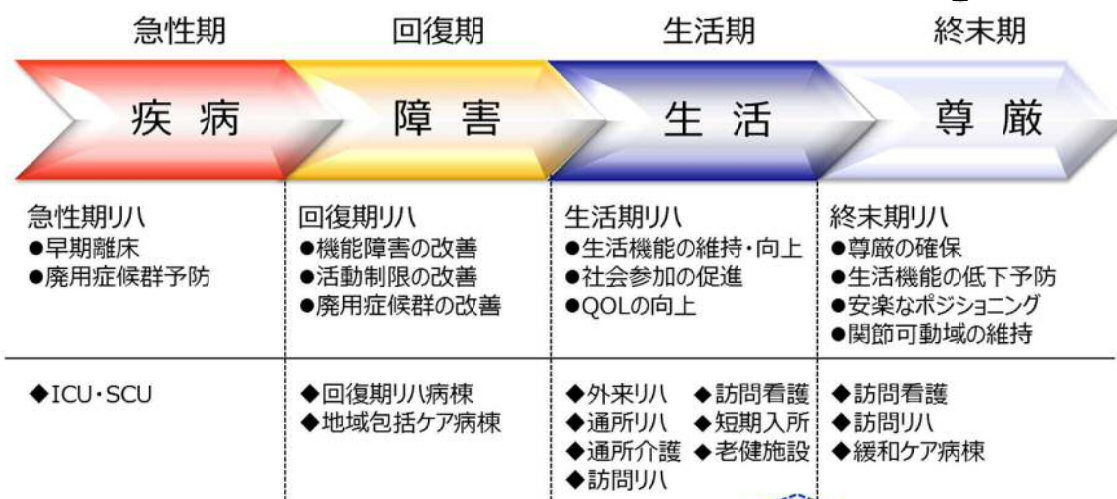 急性期
回復期
生活期
終末期
疾病
障害
生活
尊厳
急性期リハ
●早期離床
●廃用症候群予防
回復期リハ
●機能障害の改善
●活動制限の改善
●廃用症候群の改善
生活期リハ
●生活機能の維持・向上
●社会参加の促進
●QOLの向上
終末期リハ
●尊厳の確保
●生活機能の低下予防
●安楽なポジショニング
●関節可動域の維持
◆ICU・SCU
◆回復期リハ病棟
◆地域包括ケア病棟
◆外来リハ ◆訪問看護
◆通所リハ ◆短期入所
◆通所介護 ◆老健施設
◆訪問リハ
◆訪問看護
◆訪問リハ
◆緩和ケア病棟